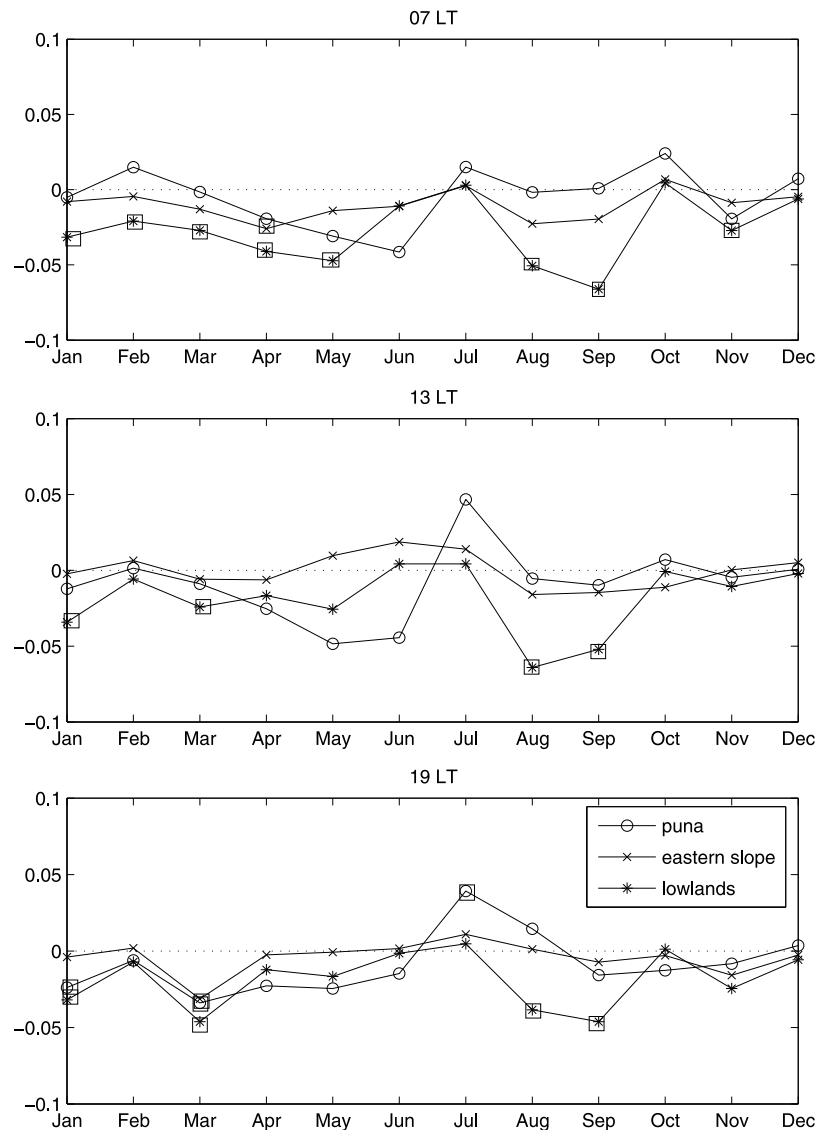 07 LT
0.1
0.05
0
−0.05
−0.1
Jan Feb Mar Apr May Jun Jul Aug Sep Oct Nov Dec
13 LT
0.1
0.05
0
−0.05
−0.1
Jan Feb Mar Apr May Jun Jul Aug Sep Oct Nov Dec
19 LT
0.1
0.05
0
−0.05
−0.1
puna
eastern slope
lowlands
Jan Feb Mar Apr May Jun Jul Aug Sep Oct Nov Dec